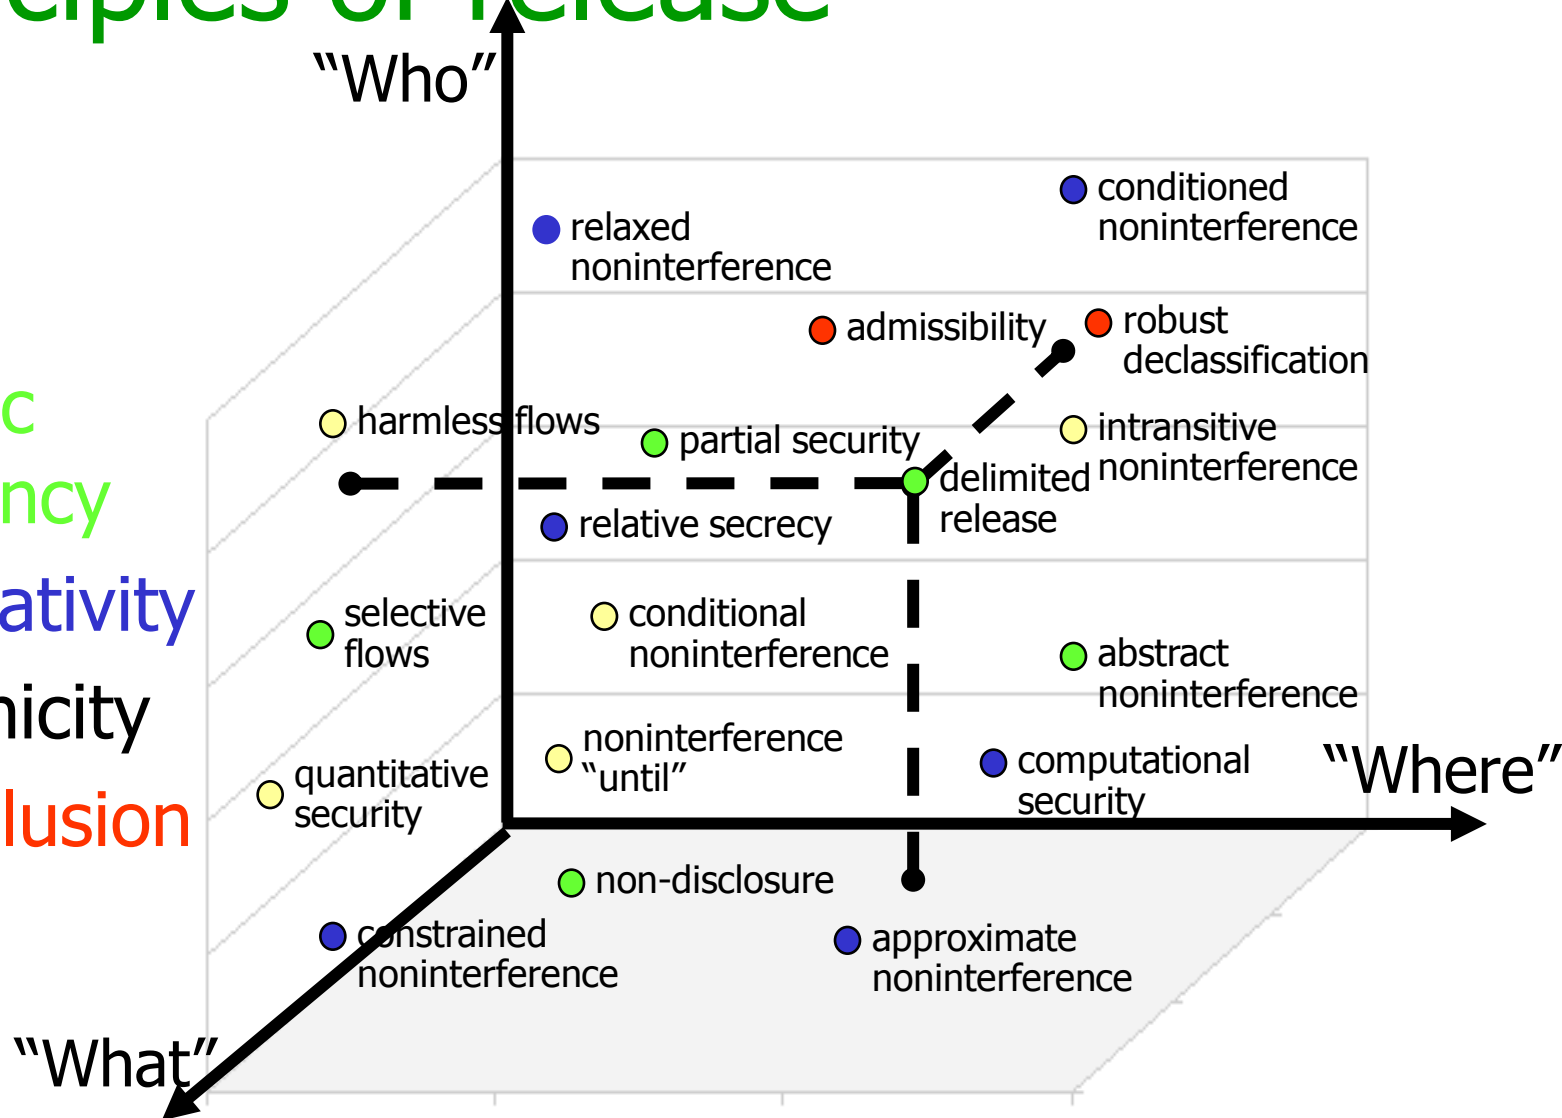 ciples of release
“Who”
conditioned
noninterference
relaxed
noninterference
admissibility
robust
declassification
c
harmless flows
partial security
intransitive
noninterference
delimited
release
ncy
relative secrecy
ativity
selective
flows
conditional
noninterference
abstract
noninterference
nicity
noninterference
“until”
computational
security
“Where”
quantitative
security
lusion
non-disclosure
constrained
noninterference
approximate
noninterference
“What”